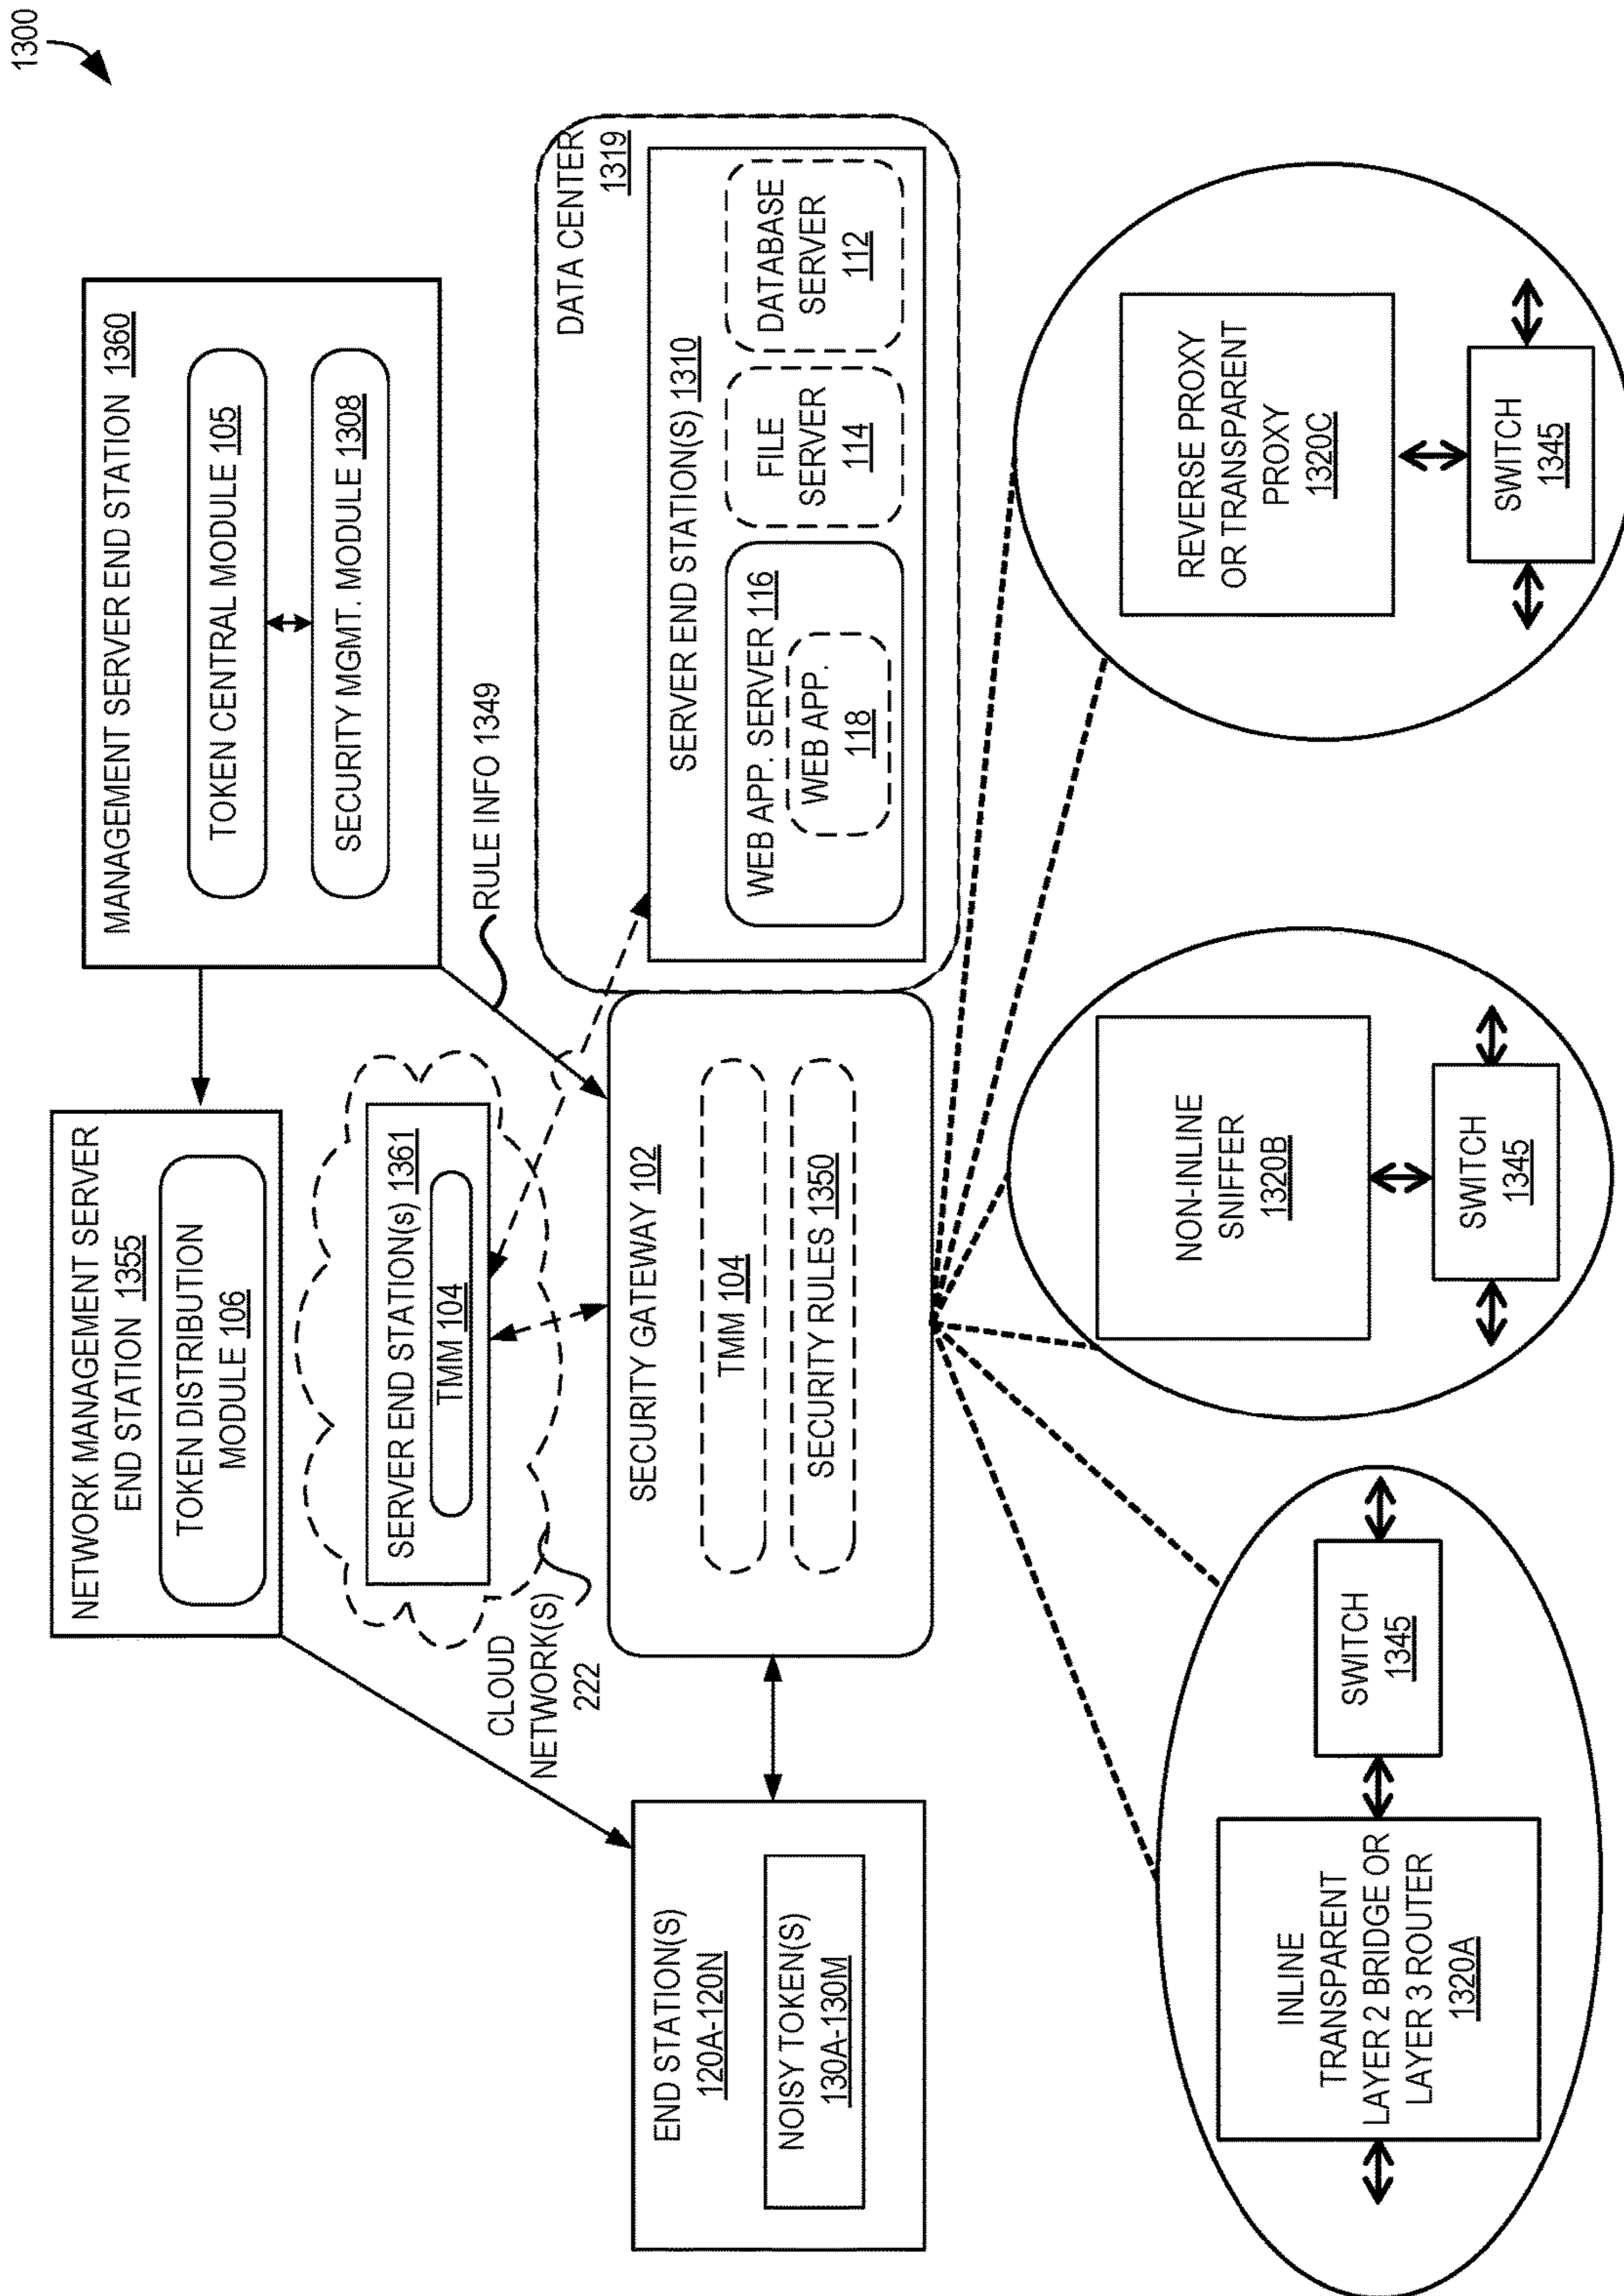 1300
NETWORK MANAGEMENT SERVER
END STATION 1355
TOKEN DISTRIBUTION
MODULE 106
MANAGEMENT SERVER END STATION 1360
TOKEN CENTRAL MODULE 105
SECURITY MGMT. MODULE 1308
SERVER END STATION(s) 1361
TMM 104
CLOUD
NETWORK(S)
222
RULE INFO 1349
END STATION(S)
120A-120N
NOISY TOKEN(S)
130A-130M
SECURITY GATEWAY 102
TMM 104
SECURITY RULES 1350
DATA CENTER
1319
SERVER END STATION(S) 1310
WEB APP. SERVER 116
WEB APP.
118
FILE
SERVER
114
DATABASE
SERVER
112
INLINE
TRANSPARENT
LAYER 2 BRIDGE OR
LAYER 3 ROUTER
1320A
SWITCH
1345
NON-INLINE
SNIFFER
1320B
SWITCH
1345
REVERSE PROXY
OR TRANSPARENT
PROXY
1320C
SWITCH
1345